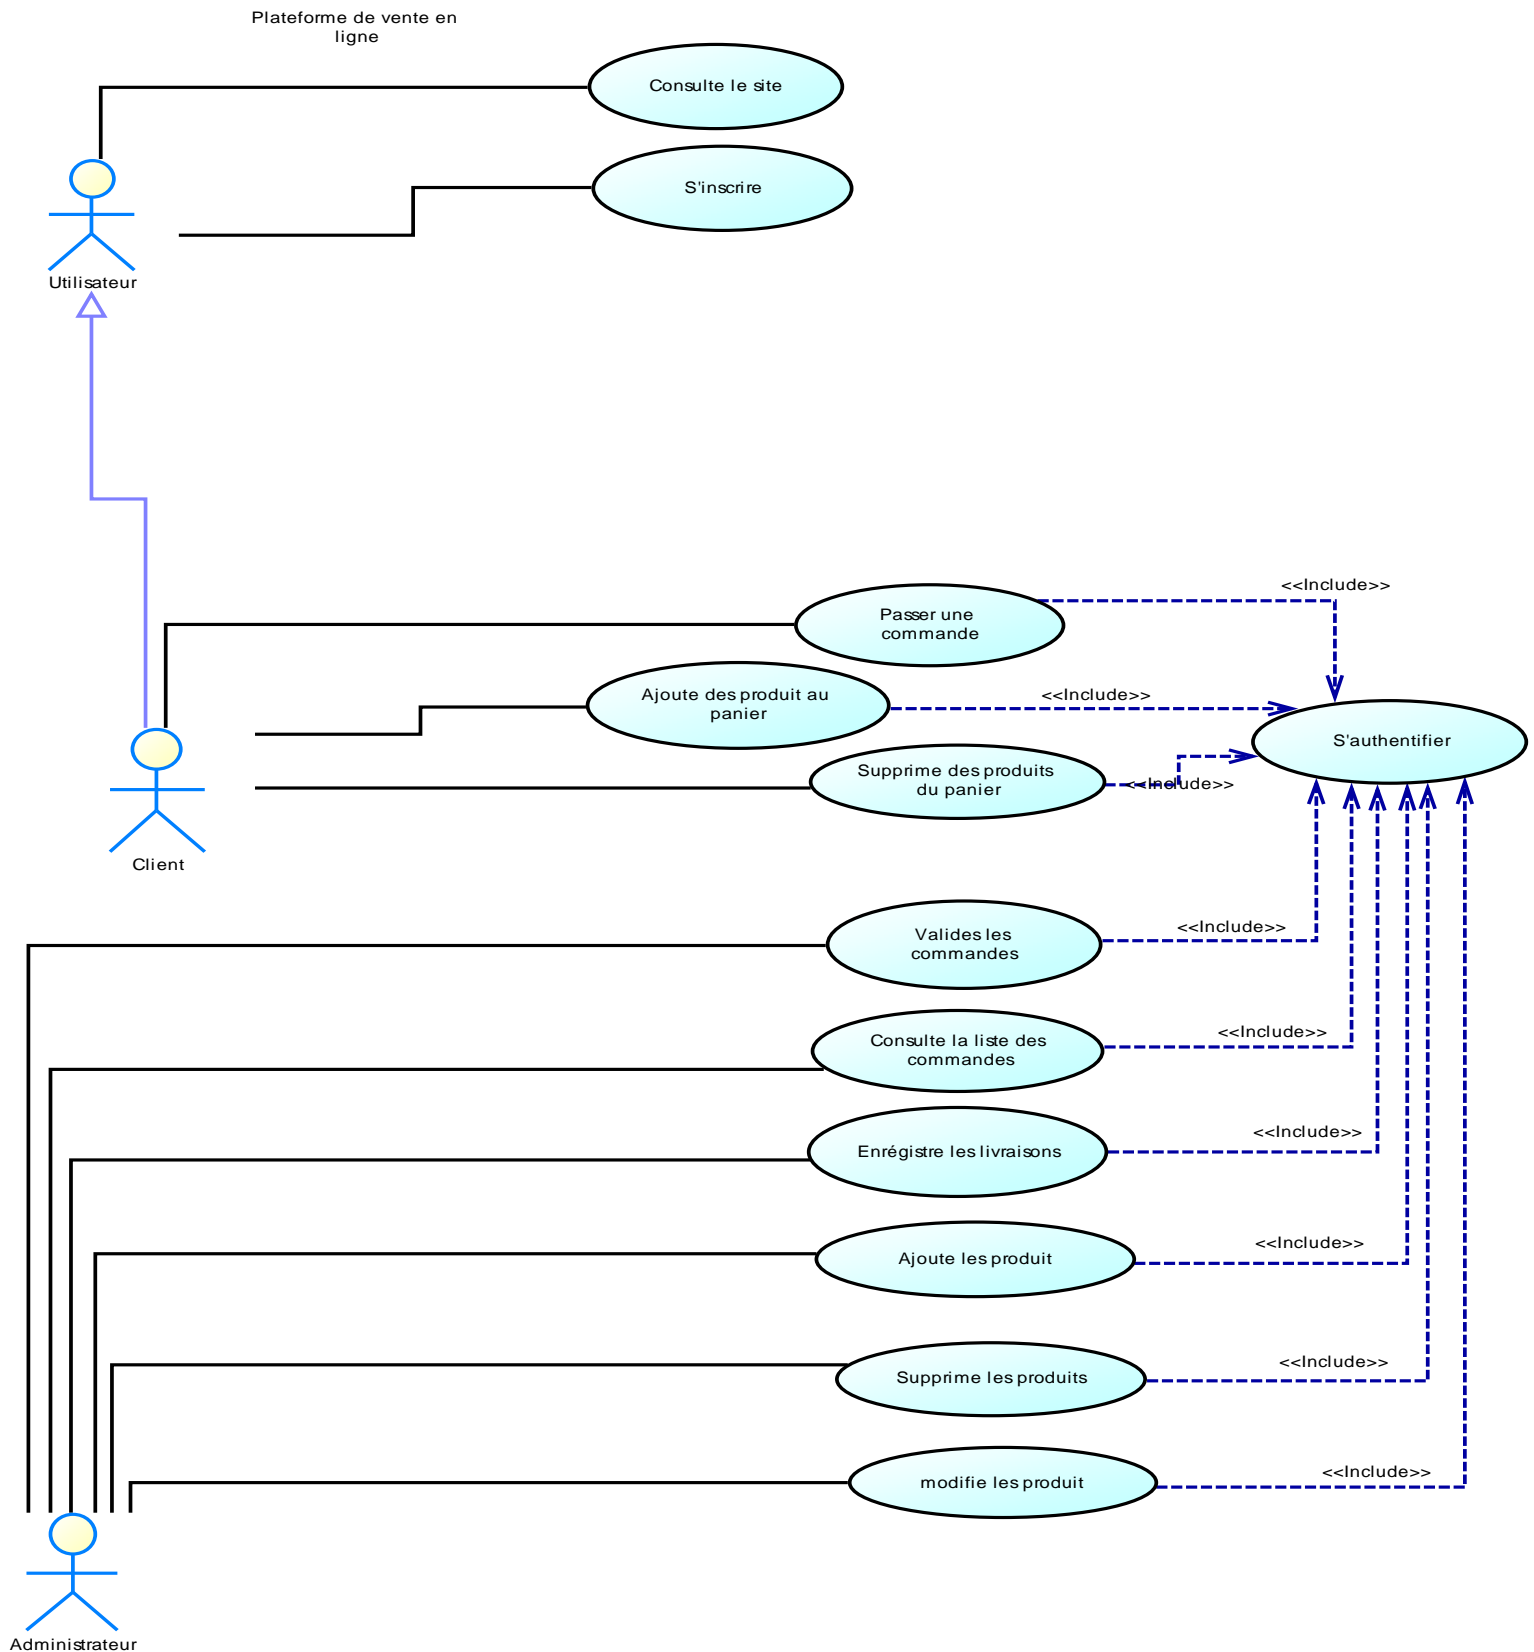 Plateforme de vente en
ligne
Consulte le site
S'inscrire
Utilisateur
<<Include>>
Passer une
commande
Ajoute des produit au
panier
<<Include>>
S'authentifier
Supprime des produits
du panier
<<Include>>
Client
Valides les
commandes
<<Include>>
Consulte la liste des
commandes
<<Include>>
Enrégistre les livraisons
<<Include>>
Ajoute les produit
<<Include>>
Supprime les produits
<<Include>>
modifie les produit
<<Include>>
Administrateur